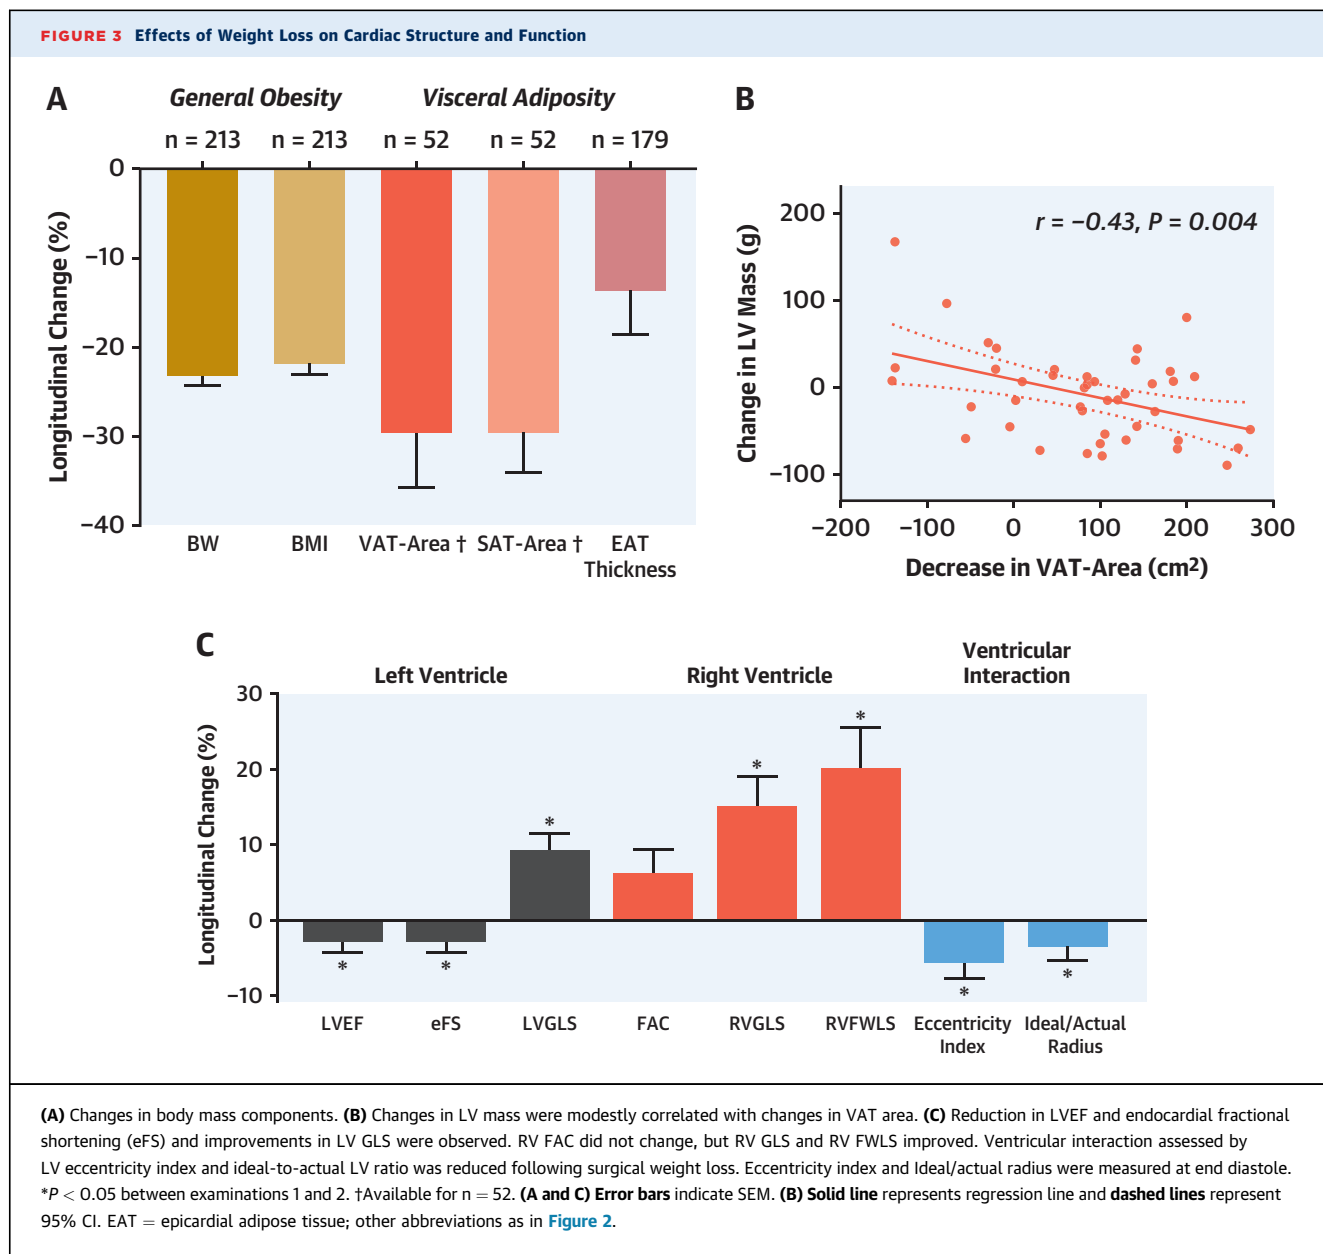 FIGURE 3 Effects of Weight Loss on Cardiac Structure and Function
A
General Obesity Visceral Adiposity
n = 213 n = 213 n = 52 n = 52 n = 179
Longitudinal Change (%)
0
−10
−20
−30
−40
BW BMI VAT-Area † SAT-Area † EAT
Thickness
B
r = −0.43, P = 0.004
Change in LV Mass (g)
200
100
0
−100
−200 −100 0 100 200 300
Decrease in VAT-Area (cm²)
C
Left Ventricle Right Ventricle Ventricular
Interaction
Longitudinal Change (%)
30
20
10
0
−10
* * * * * * *
LVEF eFS LVGLS FAC RVGLS RVFWLS Eccentricity Ideal/Actual
Index Radius
(A) Changes in body mass components. (B) Changes in LV mass were modestly correlated with changes in VAT area. (C) Reduction in LVEF and endocardial fractional
shortening (eFS) and improvements in LV GLS were observed. RV FAC did not change, but RV GLS and RV FWLS improved. Ventricular interaction assessed by
LV eccentricity index and ideal-to-actual LV ratio was reduced following surgical weight loss. Eccentricity index and Ideal/actual radius were measured at end diastole.
*P < 0.05 between examinations 1 and 2. †Available for n = 52. (A and C) Error bars indicate SEM. (B) Solid line represents regression line and dashed lines represent
95% CI. EAT = epicardial adipose tissue; other abbreviations as in Figure 2.